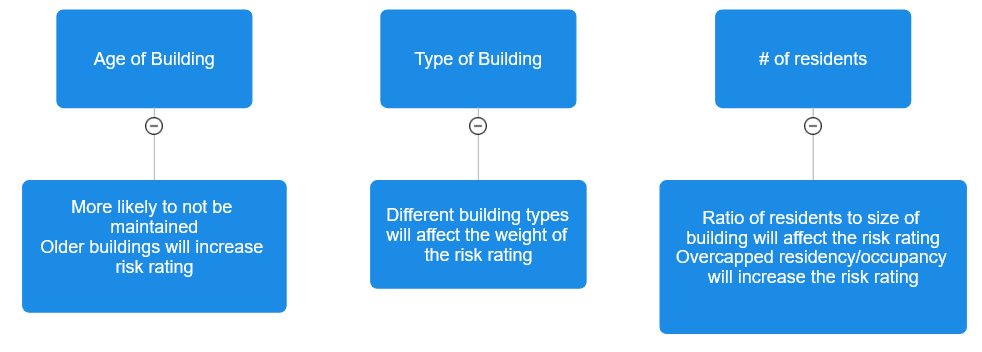 Age of Building
Type of Building
# of residents
More likely to not be
maintained
Older buildings will increase
risk rating
Different building types
will affect the weight of
the risk rating
Ratio of residents to size of
building will affect the risk rating
Overcapped residency/occupancy
will increase the risk rating